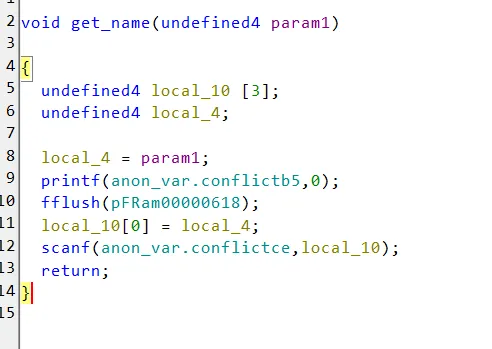 2 void get_name(undefined4 param1)
3
4 {
5 undefined4 local_10 [3];
6 undefined4 local_4;
7
8 local_4 = param1;
9 printf(anon_var.conflictb5,0);
10 fflush(pFRam00000618);
11 local_10[0] = local_4;
12 scanf(anon_var.conflictce,local_10);
13 return;
14 }
15